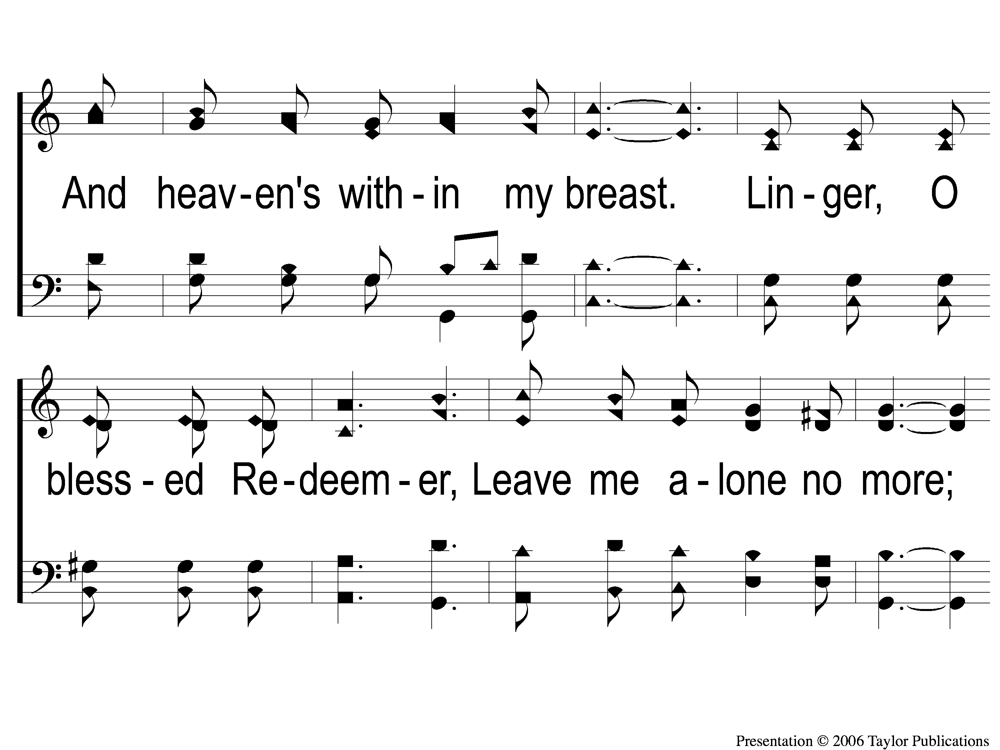 And heav-en's with-in my breast. Lin-ger, O
bless-ed Re-deem-er, Leave me a-lone no more;
Presentation © 2006 Taylor Publications